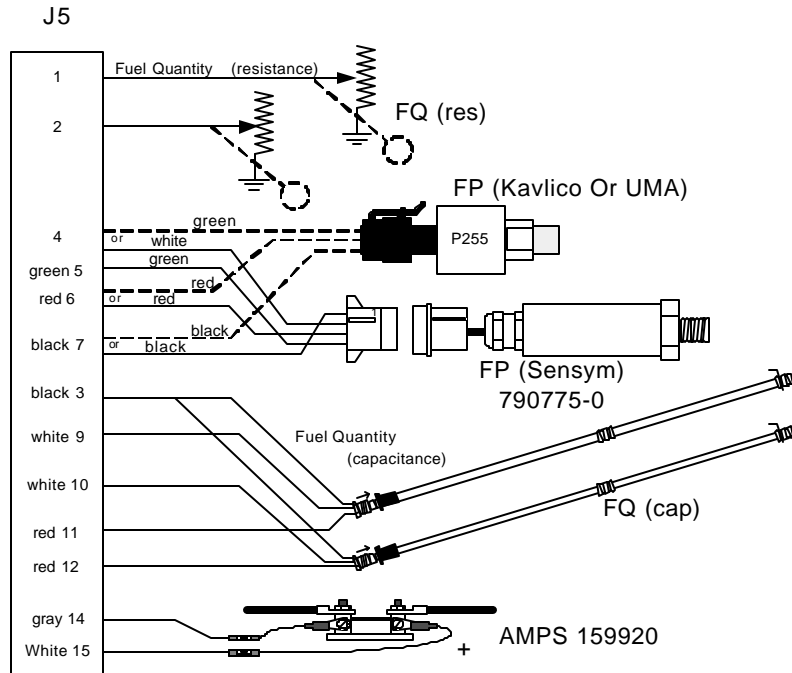 J5
1
Fuel Quantity (resistance)
2
FQ (res)
FP (Kavlico Or UMA)
green
4
or white
P255
green
green 5
red
red 6
or red
1
black
black 7
or black
FP (Sensym)
790775-0
black 3
white 9
Fuel Quantity
(capacitance)
white 10
FQ (cap)
red 11
red 12
gray 14
AMPS 159920
White 15
+